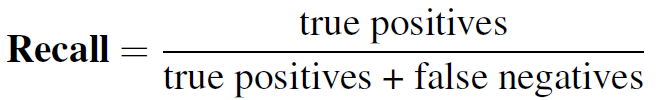 Recall = true positives
true positives + false negatives